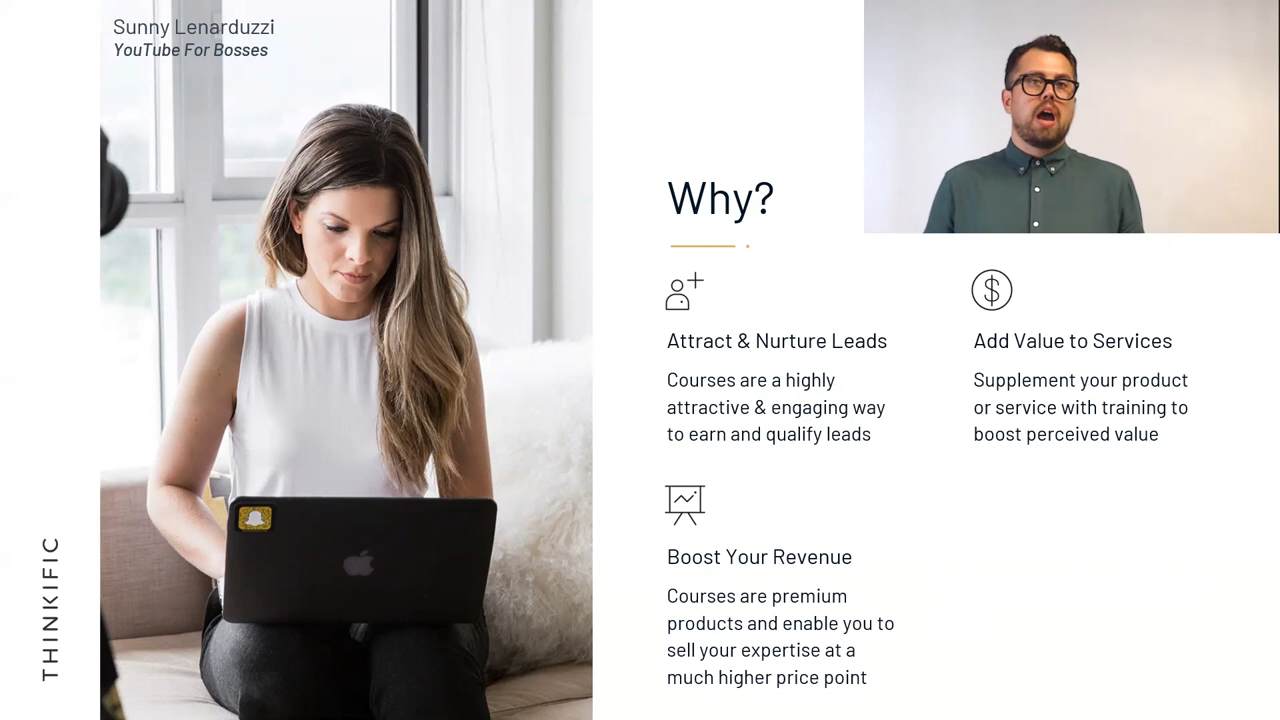 Sunny Lenarduzzi
YouTube For Bosses
THINKIFIC
Why?
Attract & Nurture Leads
Courses are a highly
attractive & engaging way
to earn and qualify leads
Add Value to Services
Supplement your product
or service with training to
boost perceived value
Boost Your Revenue
Courses are premium
products and enable you to
sell your expertise at a
much higher price point